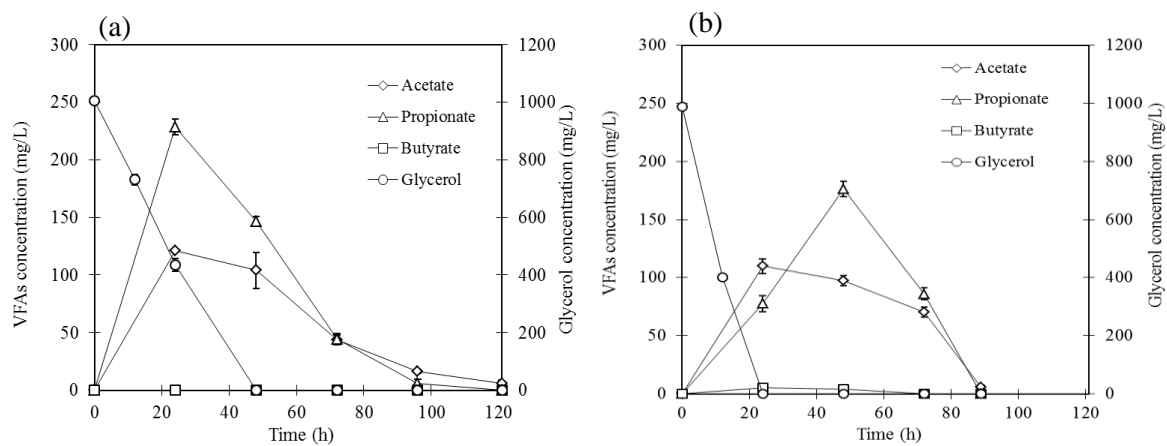 (a)
300
250
200
150
100
50
0
VFAs concentration (mg/L)
0 20 40 60 80 100 120
Time (h)
1200
1000
800
600
400
200
0
Glycerol concentration (mg/L)
Acetate
Propionate
Butyrate
Glycerol
(b)
300
250
200
150
100
50
0
VFAs concentration (mg/L)
0 20 40 60 80 100 120
Time (h)
1200
1000
800
600
400
200
0
Glycerol concentration (mg/L)
Acetate
Propionate
Butyrate
Glycerol